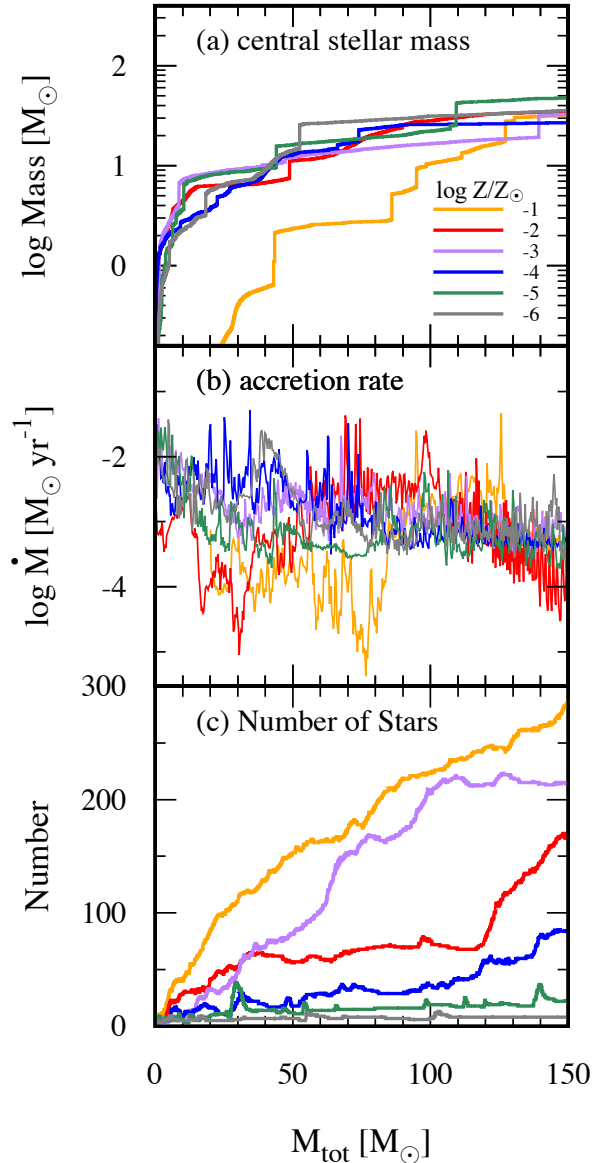 (a) central stellar mass
log Mass [M☉]
2
1
0
log Z/Z☉
-1
-2
-3
-4
-5
-6
(b) accretion rate
log Ṁ [M☉ yr⁻¹]
-2
-4
(c) Number of Stars
Number
300
200
100
0
0 50 100 150
M_tot [M☉]